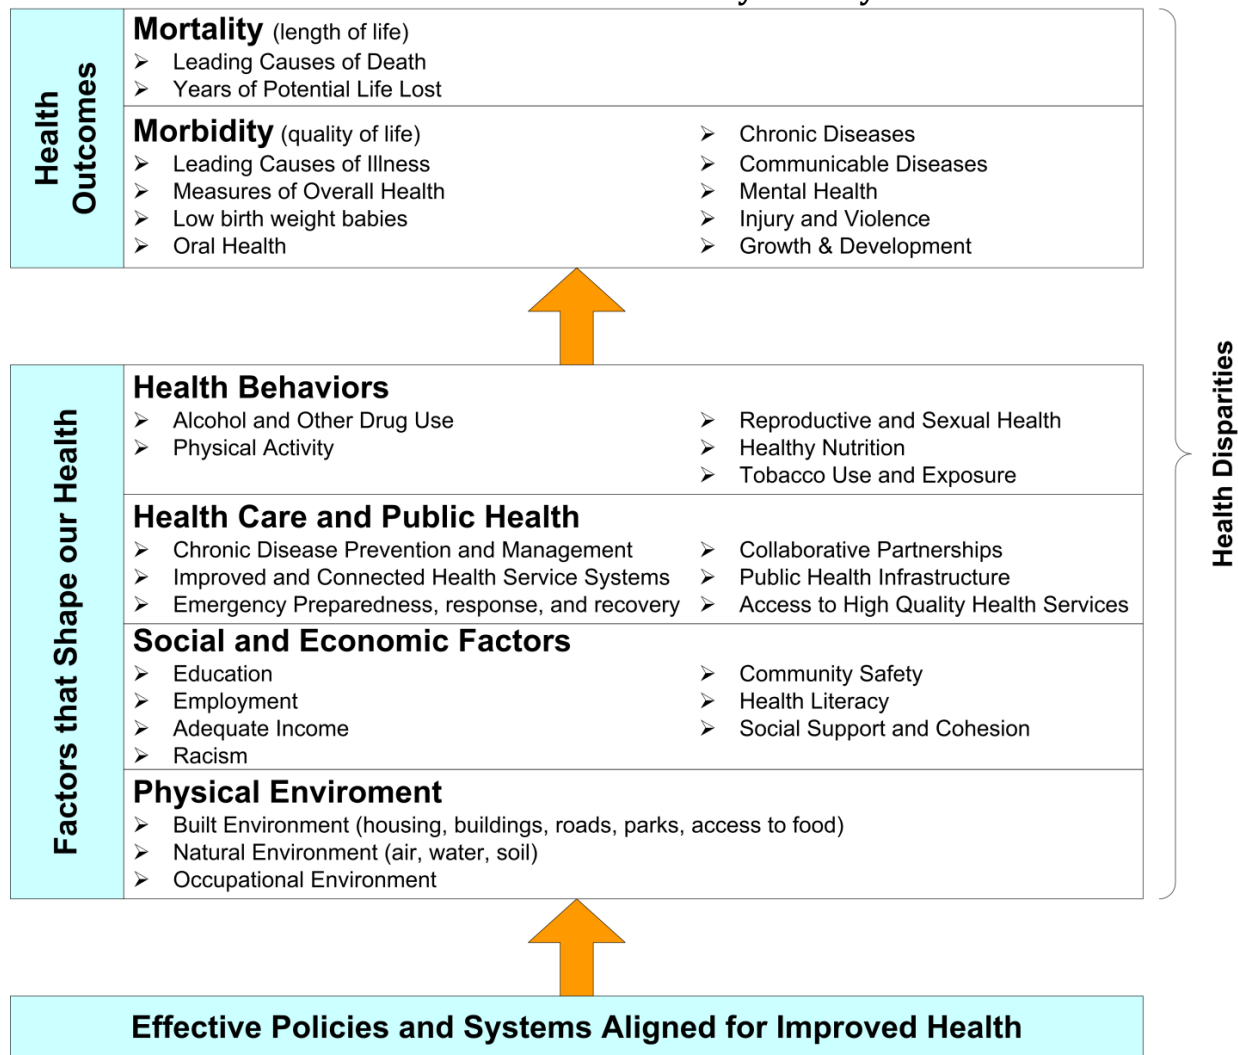 Mortality (length of life)
➢ Leading Causes of Death
➢ Years of Potential Life Lost
Health
Outcomes
Morbidity (quality of life)
➢ Leading Causes of Illness
➢ Measures of Overall Health
➢ Low birth weight babies
➢ Oral Health
➢ Chronic Diseases
➢ Communicable Diseases
➢ Mental Health
➢ Injury and Violence
➢ Growth & Development
Factors that Shape our Health
Health Behaviors
➢ Alcohol and Other Drug Use
➢ Physical Activity
➢ Reproductive and Sexual Health
➢ Healthy Nutrition
➢ Tobacco Use and Exposure
Health Care and Public Health
➢ Chronic Disease Prevention and Management
➢ Improved and Connected Health Service Systems
➢ Emergency Preparedness, response, and recovery
➢ Collaborative Partnerships
➢ Public Health Infrastructure
➢ Access to High Quality Health Services
Social and Economic Factors
➢ Education
➢ Employment
➢ Adequate Income
➢ Racism
➢ Community Safety
➢ Health Literacy
➢ Social Support and Cohesion
Physical Enviroment
➢ Built Environment (housing, buildings, roads, parks, access to food)
➢ Natural Environment (air, water, soil)
➢ Occupational Environment
Health Disparities
Effective Policies and Systems Aligned for Improved Health